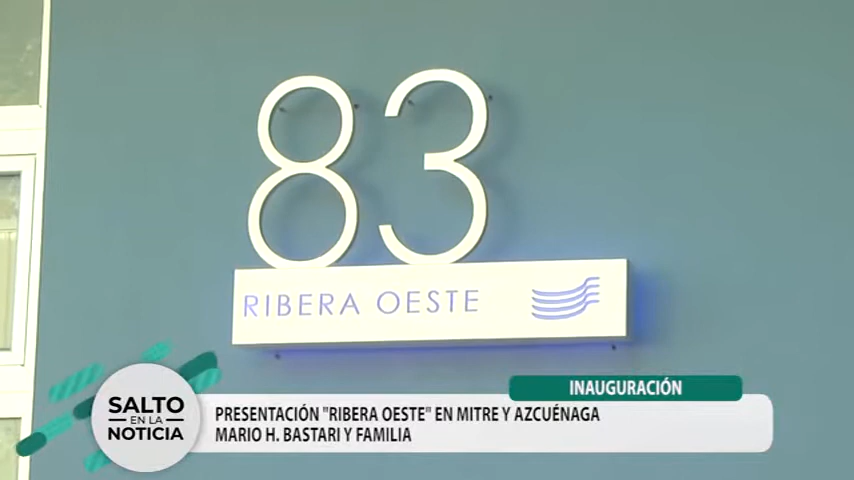 83
RIBERA OESTE
INAUGURACIÓN
PRESENTACIÓN "RIBERA OESTE" EN MITRE Y AZCUÉNAGA
MARIO H. BASTARI Y FAMILIA
SALTO
EN LA
NOTICIA